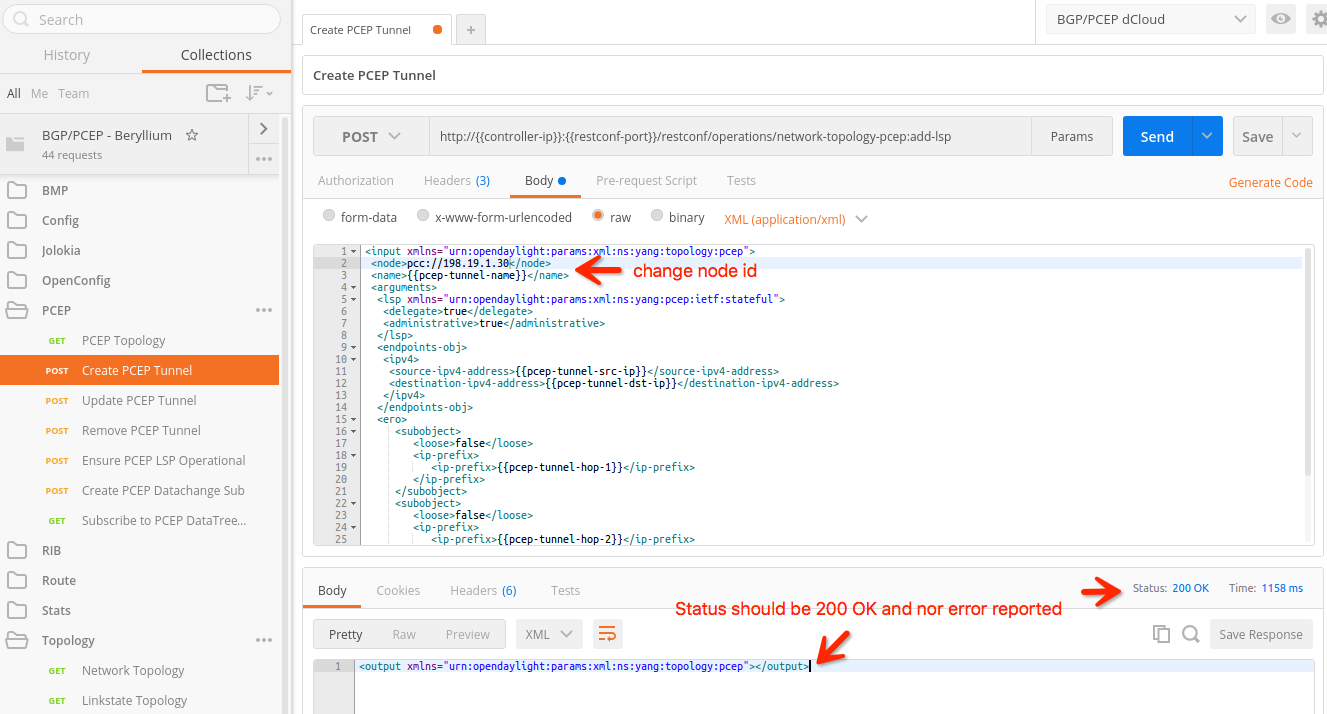 Search
History
Collections
All Me Team
BGP/PCEP - Beryllium
44 requests
BMP
Config
Jolokia
OpenConfig
PCEP
GET PCEP Topology
POST Create PCEP Tunnel
POST Update PCEP Tunnel
POST Remove PCEP Tunnel
POST Ensure PCEP LSP Operational
POST Create PCEP Datachange Sub
GET Subscribe to PCEP DataTree...
RIB
Route
Stats
Topology
GET Network Topology
GET Linkstate Topology
Create PCEP Tunnel
+
BGP/PCEP dCloud
Create PCEP Tunnel
POST http://{{controller-ip}}:{{restconf-port}}/restconf/operations/network-topology-pcep:add-lsp Params Send Save
Authorization Headers (3) Body Pre-request Script Tests Generate Code
form-data x-www-form-urlencoded raw binary XML (application/xml)
1 <input xmlns="urn:opendaylight:params:xml:ns:yang:topology:pcep">
2 <node>pcc://198.19.1.30</node>
change node id
3 <name>{{pcep-tunnel-name}}</name>
4 <arguments>
5 <lsp xmlns="urn:opendaylight:params:xml:ns:yang:pcep:ietf:stateful">
6 <delegate>true</delegate>
7 <administrative>true</administrative>
8 </lsp>
9 <endpoints-obj>
10 <ipv4>
11 <source-ipv4-address>{{pcep-tunnel-src-ip}}</source-ipv4-address>
12 <destination-ipv4-address>{{pcep-tunnel-dst-ip}}</destination-ipv4-address>
13 </ipv4>
14 </endpoints-obj>
15 <ero>
16 <subobject>
17 <loose>false</loose>
18 <ip-prefix>
19 <ip-prefix>{{pcep-tunnel-hop-1}}</ip-prefix>
20 </ip-prefix>
21 </subobject>
22 <subobject>
23 <loose>false</loose>
24 <ip-prefix>
25 <ip-prefix>{{pcep-tunnel-hop-2}}</ip-prefix>
Body Cookies Headers (6) Tests Status: 200 OK Time: 1158 ms
Status should be 200 OK and nor error reported
Pretty Raw Preview XML Save Response
1 <output xmlns="urn:opendaylight:params:xml:ns:yang:topology:pcep"></output>